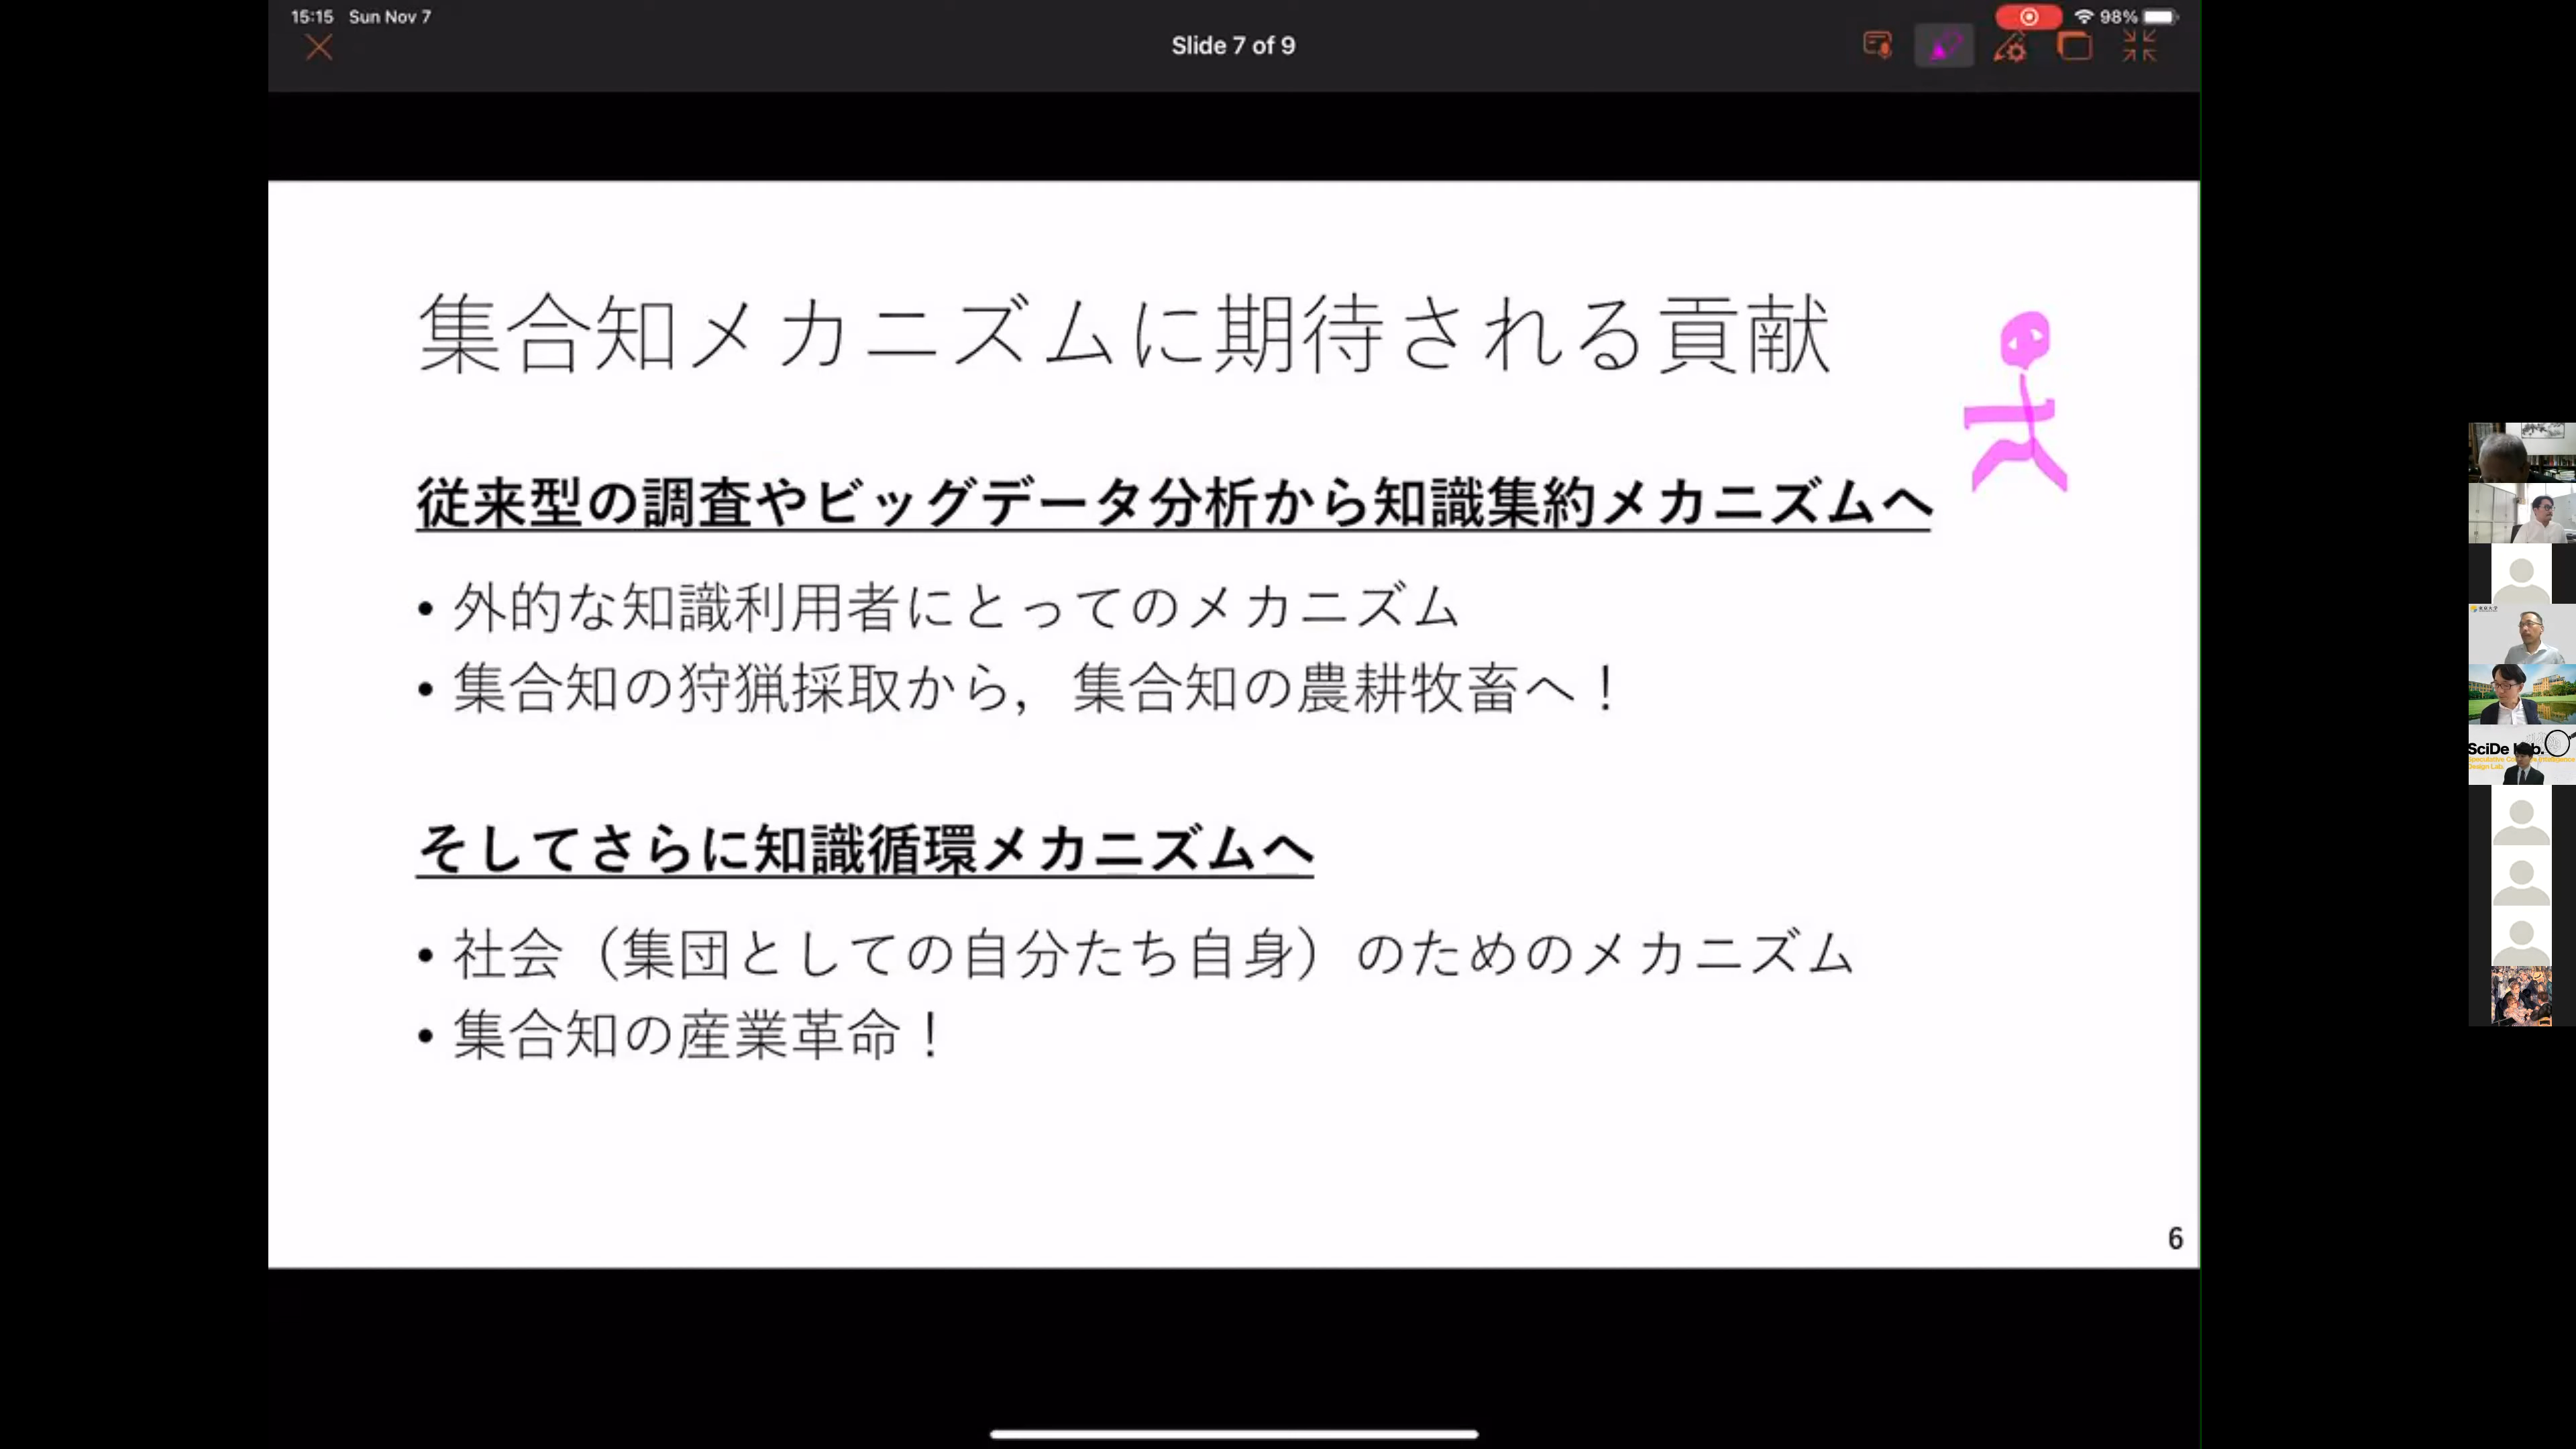 15:15 Sun Nov 7
98%
Slide 7 of 9
集合知メカニズムに期待される貢献
従来型の調査やビッグデータ分析から知識集約メカニズムへ
• 外的な知識利用者にとってのメカニズム
• 集合知の狩猟採取から，集合知の農耕牧畜へ！
そしてさらに知識循環メカニズムへ
• 社会（集団としての自分たち自身）のためのメカニズム
• 集合知の産業革命！
6
SciDe